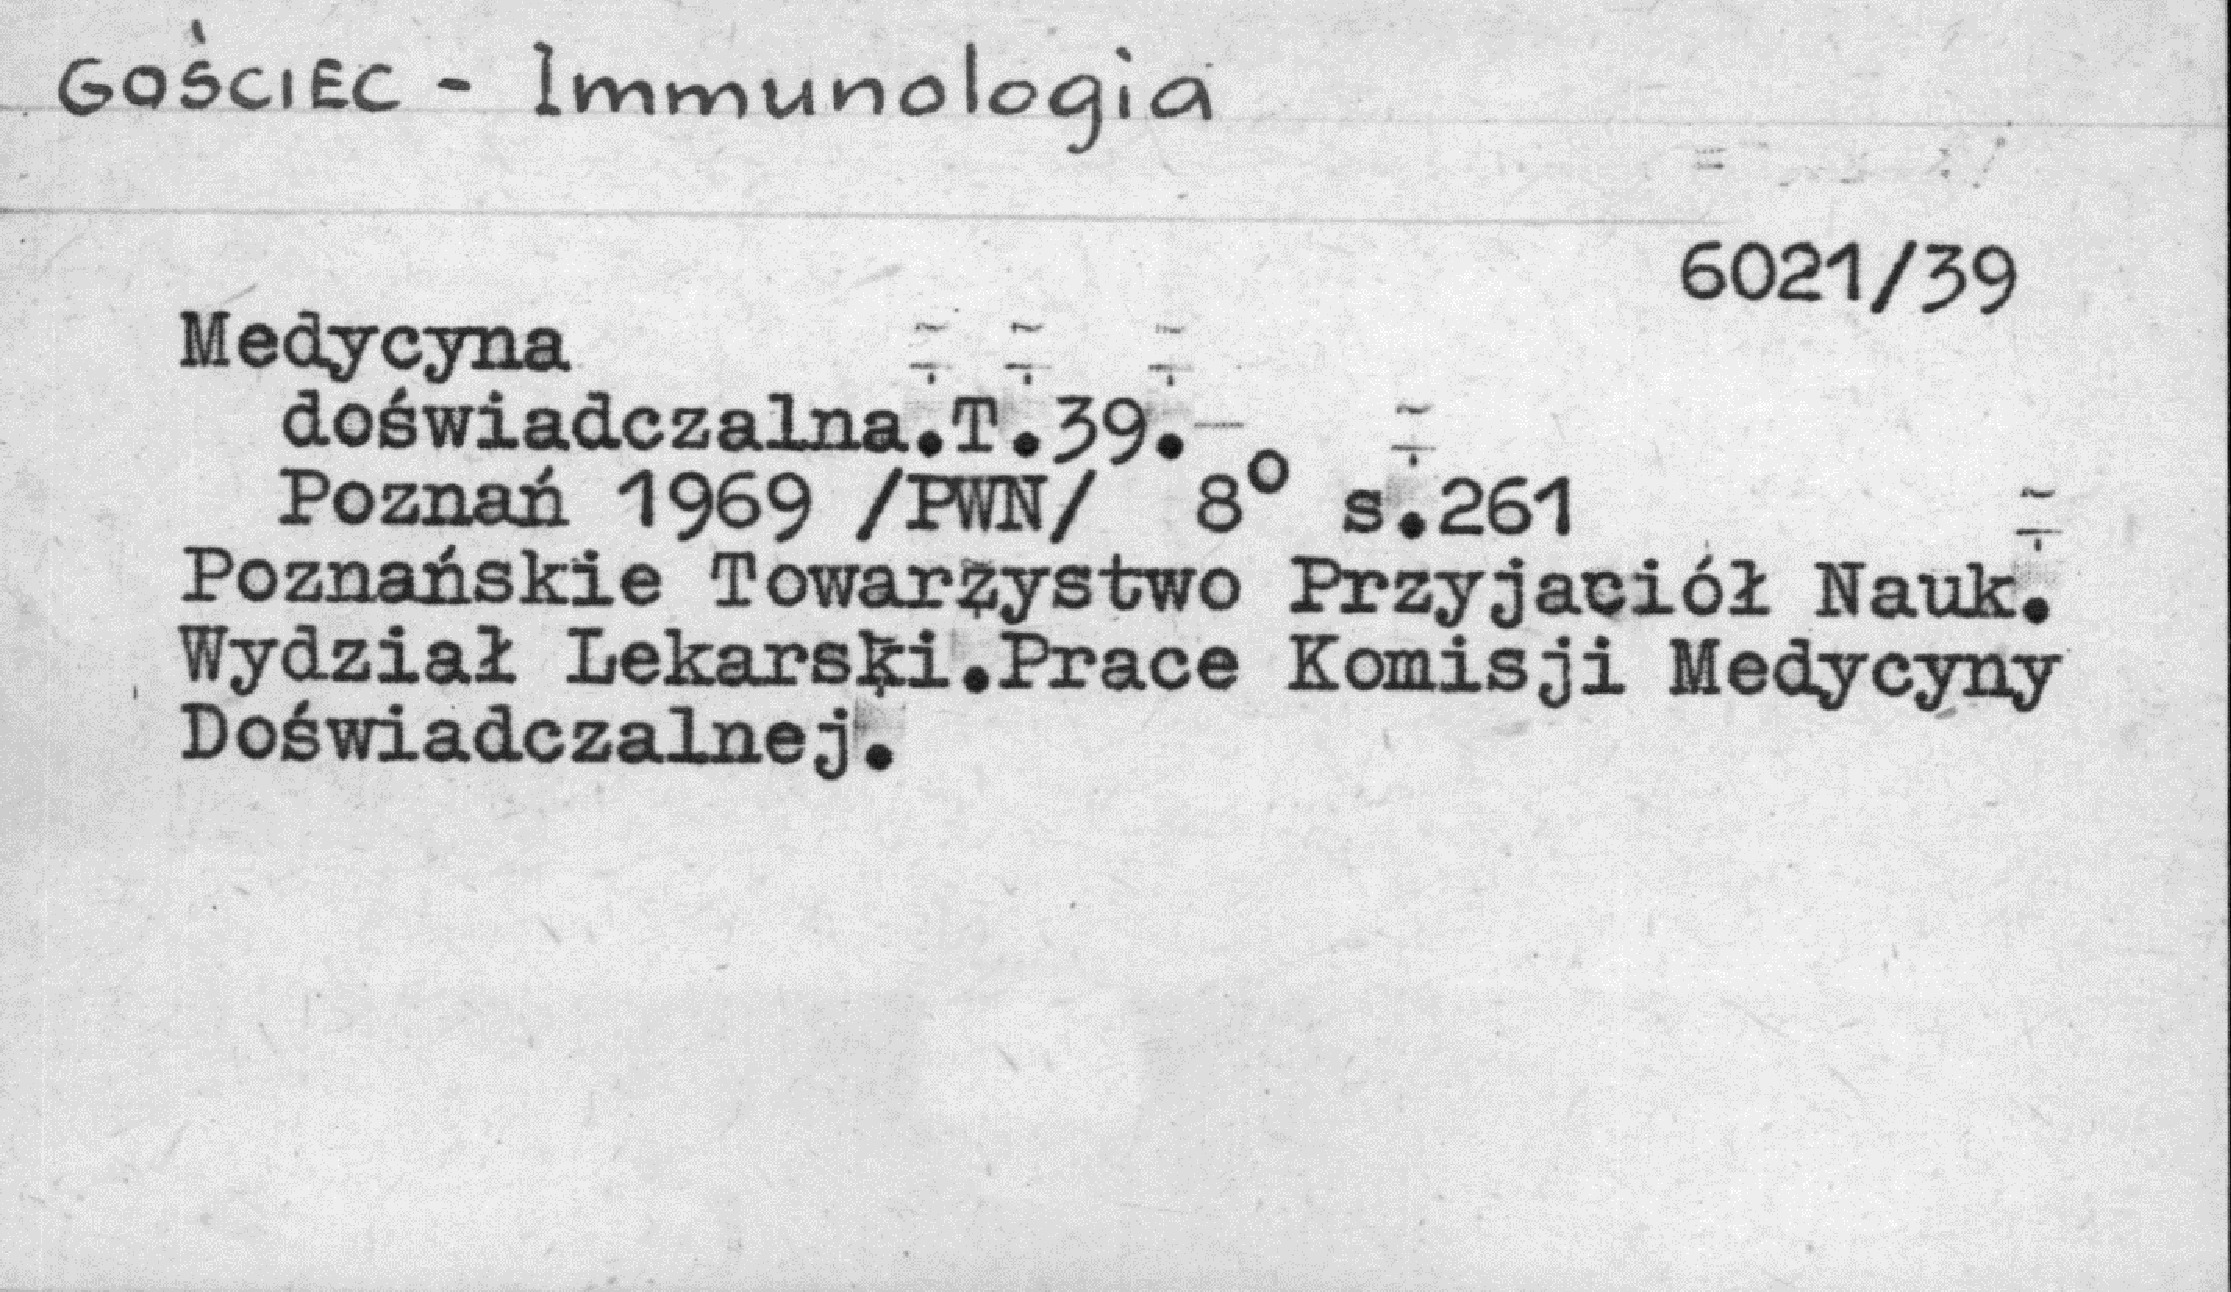 GOŚCIEC - Immunologia
6021/39
Medycyna
doświadczalna.T.39.-
Poznań 1969 /PWN/ 8° s.261
Poznańskie Towarzystwo Przyjaciół Nauk.
Wydział Lekarski.Prace Komisji Medycyny
Doświadczalnej.